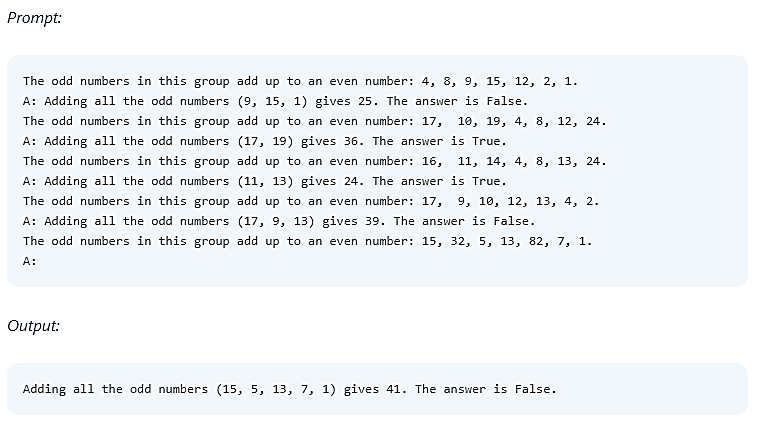 Prompt:
The odd numbers in this group add up to an even number: 4, 8, 9, 15, 12, 2, 1.
A: Adding all the odd numbers (9, 15, 1) gives 25. The answer is False.
The odd numbers in this group add up to an even number: 17,  10, 19, 4, 8, 12, 24.
A: Adding all the odd numbers (17, 19) gives 36. The answer is True.
The odd numbers in this group add up to an even number: 16,  11, 14, 4, 8, 13, 24.
A: Adding all the odd numbers (11, 13) gives 24. The answer is True.
The odd numbers in this group add up to an even number: 17,  9, 10, 12, 13, 4, 2.
A: Adding all the odd numbers (17, 9, 13) gives 39. The answer is False.
The odd numbers in this group add up to an even number: 15, 32, 5, 13, 82, 7, 1.
A:
Output:
Adding all the odd numbers (15, 5, 13, 7, 1) gives 41. The answer is False.